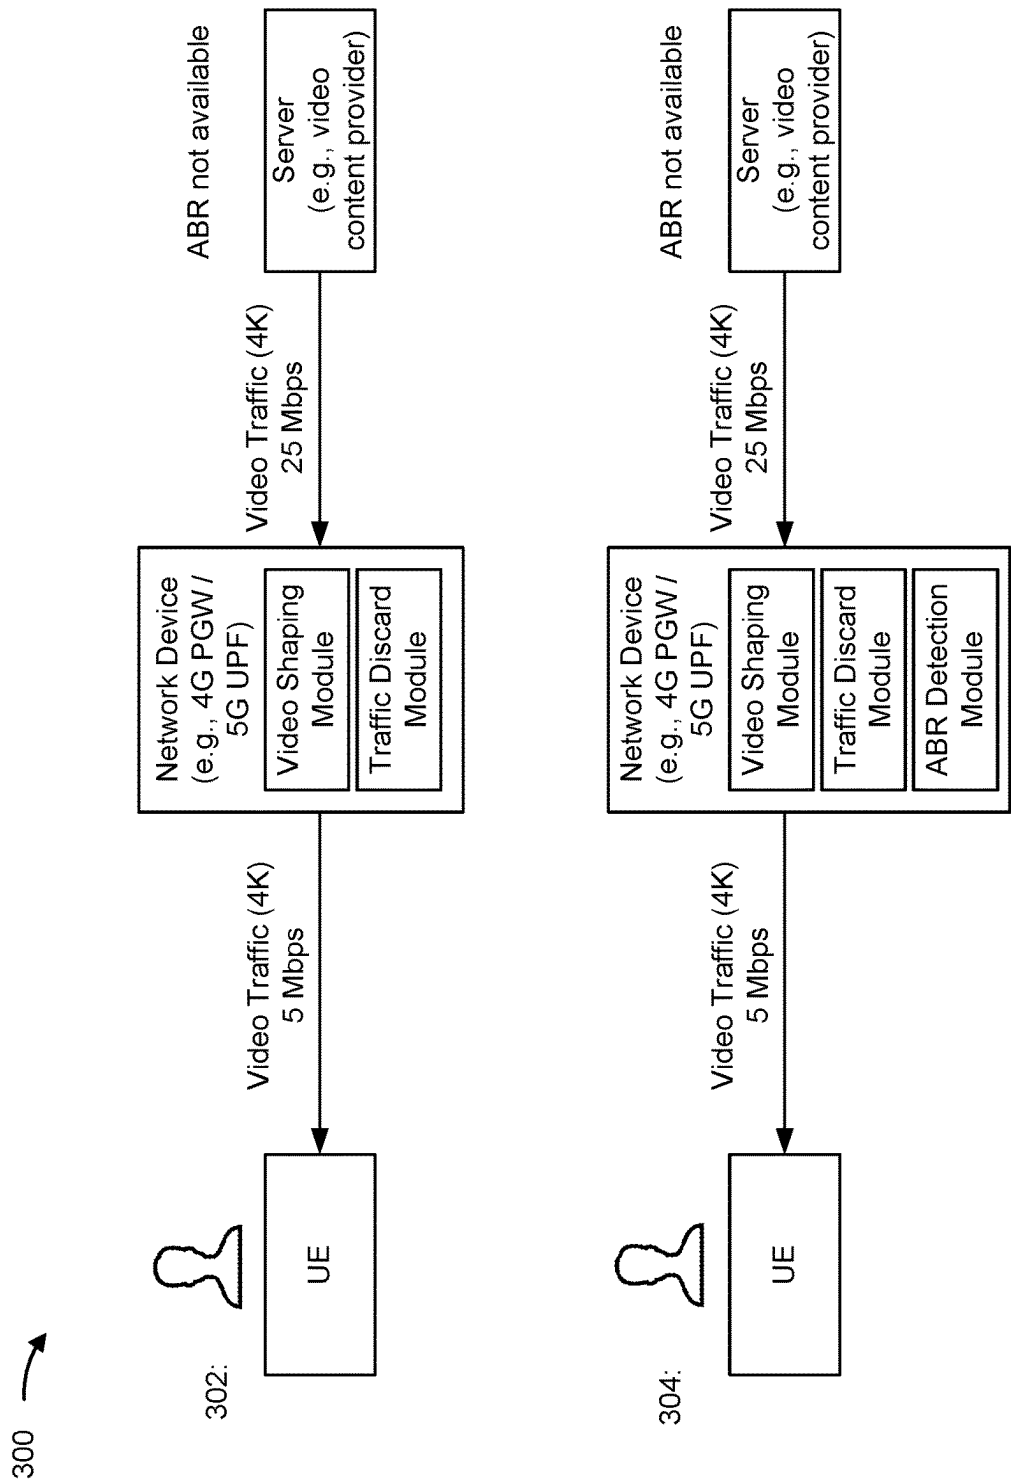 300
302:
UE
Video Traffic (4K)
5 Mbps
Network Device
(e.g., 4G PGW /
5G UPF)
Video Shaping
Module
Traffic Discard
Module
Video Traffic (4K)
25 Mbps
ABR not available
Server
(e.g., video
content provider)
304:
UE
Video Traffic (4K)
5 Mbps
Network Device
(e.g., 4G PGW /
5G UPF)
Video Shaping
Module
Traffic Discard
Module
ABR Detection
Module
Video Traffic (4K)
25 Mbps
ABR not available
Server
(e.g., video
content provider)